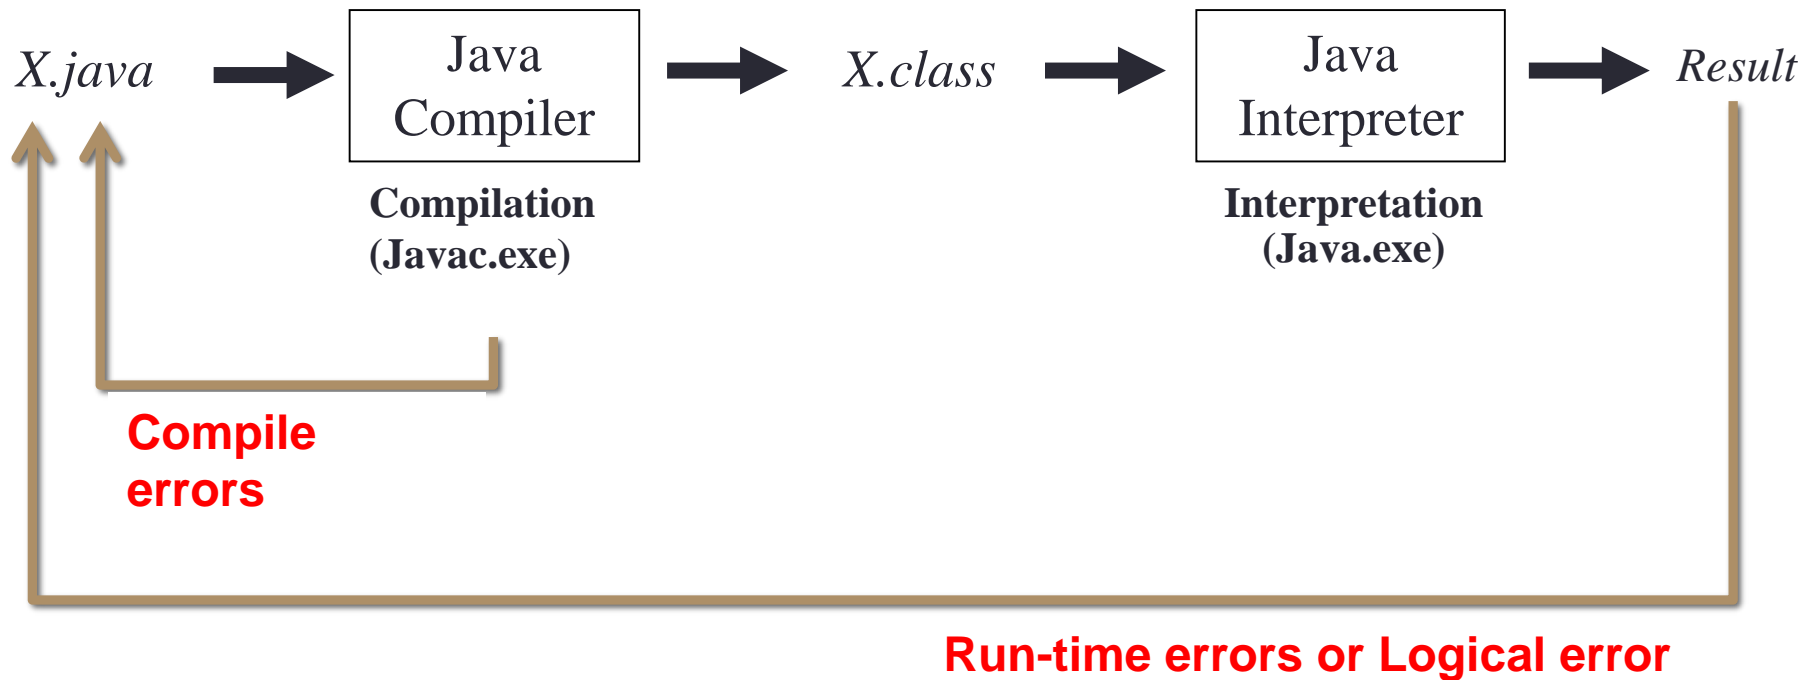 X.java
Java
Compiler
X.class
Java
Interpreter
Result
Compilation
(Javac.exe)
Interpretation
(Java.exe)
Compile
errors
Run-time errors or Logical error